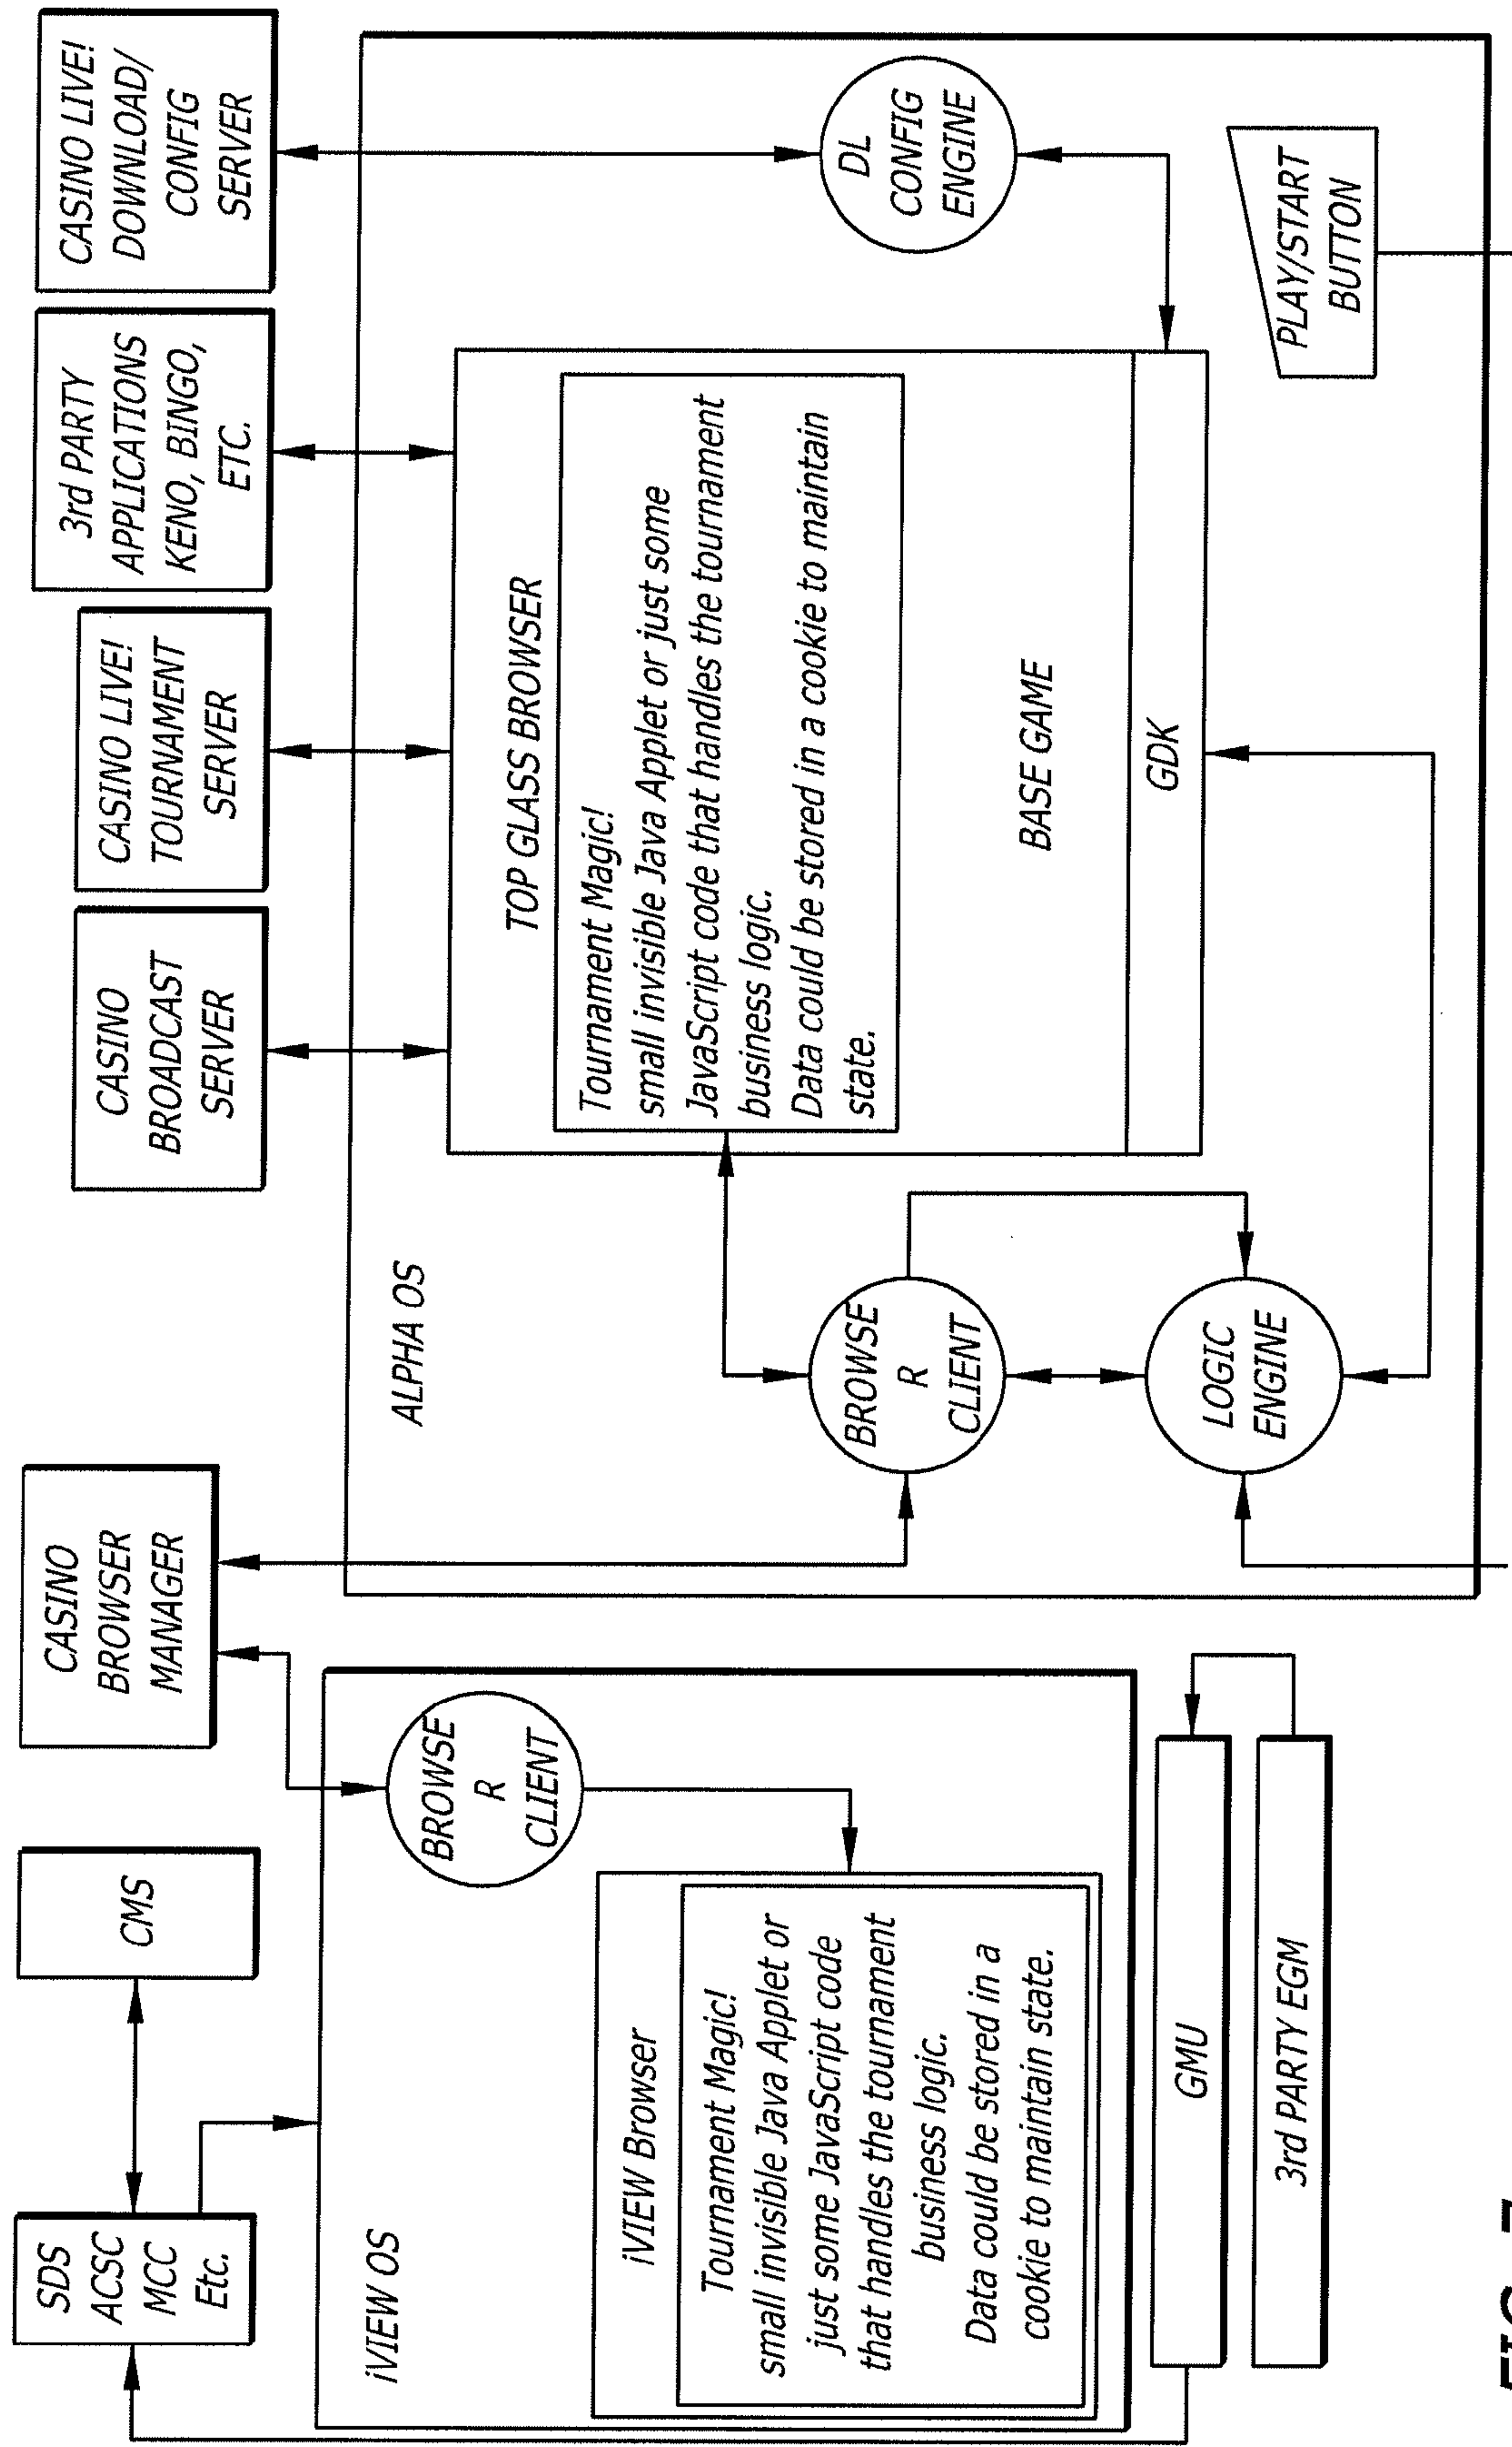 SDS
ACSC
MCC
Etc.
CMS
CASINO
BROWSER
MANAGER
CASINO
BROADCAST
SERVER
CASINO LIVE!
TOURNAMENT
SERVER
3rd PARTY
APPLICATIONS
KENO, BINGO,
ETC.
CASINO LIVE!
DOWNLOAD/
CONFIG
SERVER
iVIEW OS
BROWSE
R
CLIENT
iVIEW Browser
Tournament Magic!
small invisible Java Applet or
just some JavaScript code
that handles the tournament
business logic.
Data could be stored in a
cookie to maintain state.
GMU
3rd PARTY EGM
ALPHA OS
BROWSE
R
CLIENT
LOGIC
ENGINE
TOP GLASS BROWSER
Tournament Magic!
small invisible Java Applet or just some
JavaScript code that handles the tournament
business logic.
Data could be stored in a cookie to maintain
state.
BASE GAME
GDK
DL
CONFIG
ENGINE
PLAY/START
BUTTON